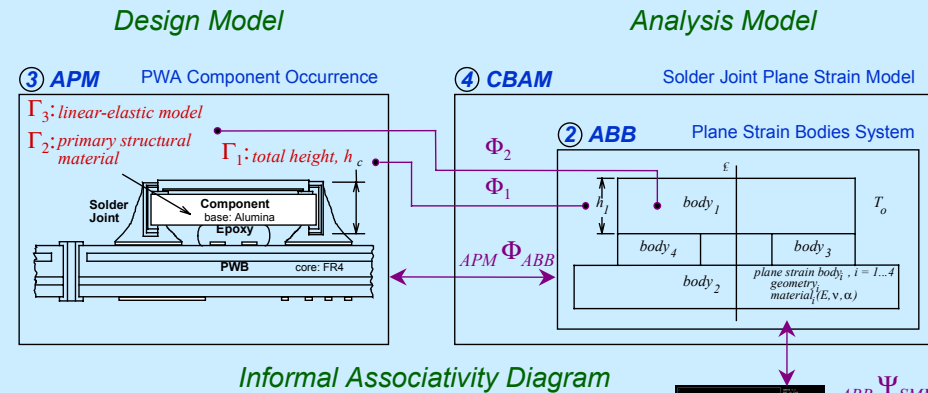 Design Model
Analysis Model
③ APM PWA Component Occurrence
④ CBAM Solder Joint Plane Strain Model
Γ3: linear-elastic model
Γ2: primary structural
material
Γ1: total height, hc
② ABB Plane Strain Bodies System
Φ2
Φ1
℄
Solder
Joint
Component
base: Alumina
Epoxy
PWB core: FR4
h1
body1
To
body4
body3
body2
plane strain bodyi , i = 1...4
geometryi
materiali(E, ν, α)
APM Φ ABB
Informal Associativity Diagram
ABB Ψ